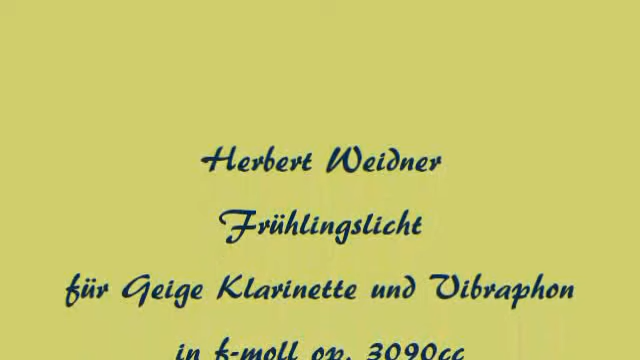 Herbert Weidner
Frühlingslicht
für Geige Klarinette und Vibraphon
in f-moll op. 3090cc